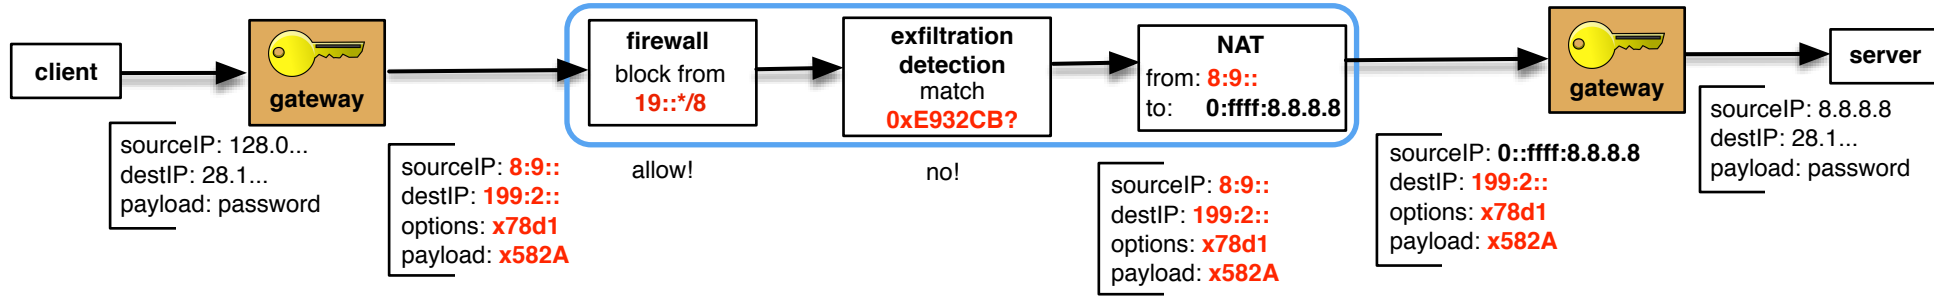 client
gateway
firewall
block from
19::*/8
exfiltration
detection
match
0xE932CB?
NAT
from: 8:9::
to: 0:ffff:8.8.8.8
gateway
server
sourceIP: 128.0...
destIP: 28.1...
payload: password
sourceIP: 8:9::
destIP: 199:2::
options: x78d1
payload: x582A
allow!
no!
sourceIP: 8:9::
destIP: 199:2::
options: x78d1
payload: x582A
sourceIP: 0::ffff:8.8.8.8
destIP: 199:2::
options: x78d1
payload: x582A
sourceIP: 8.8.8.8
destIP: 28.1...
payload: password